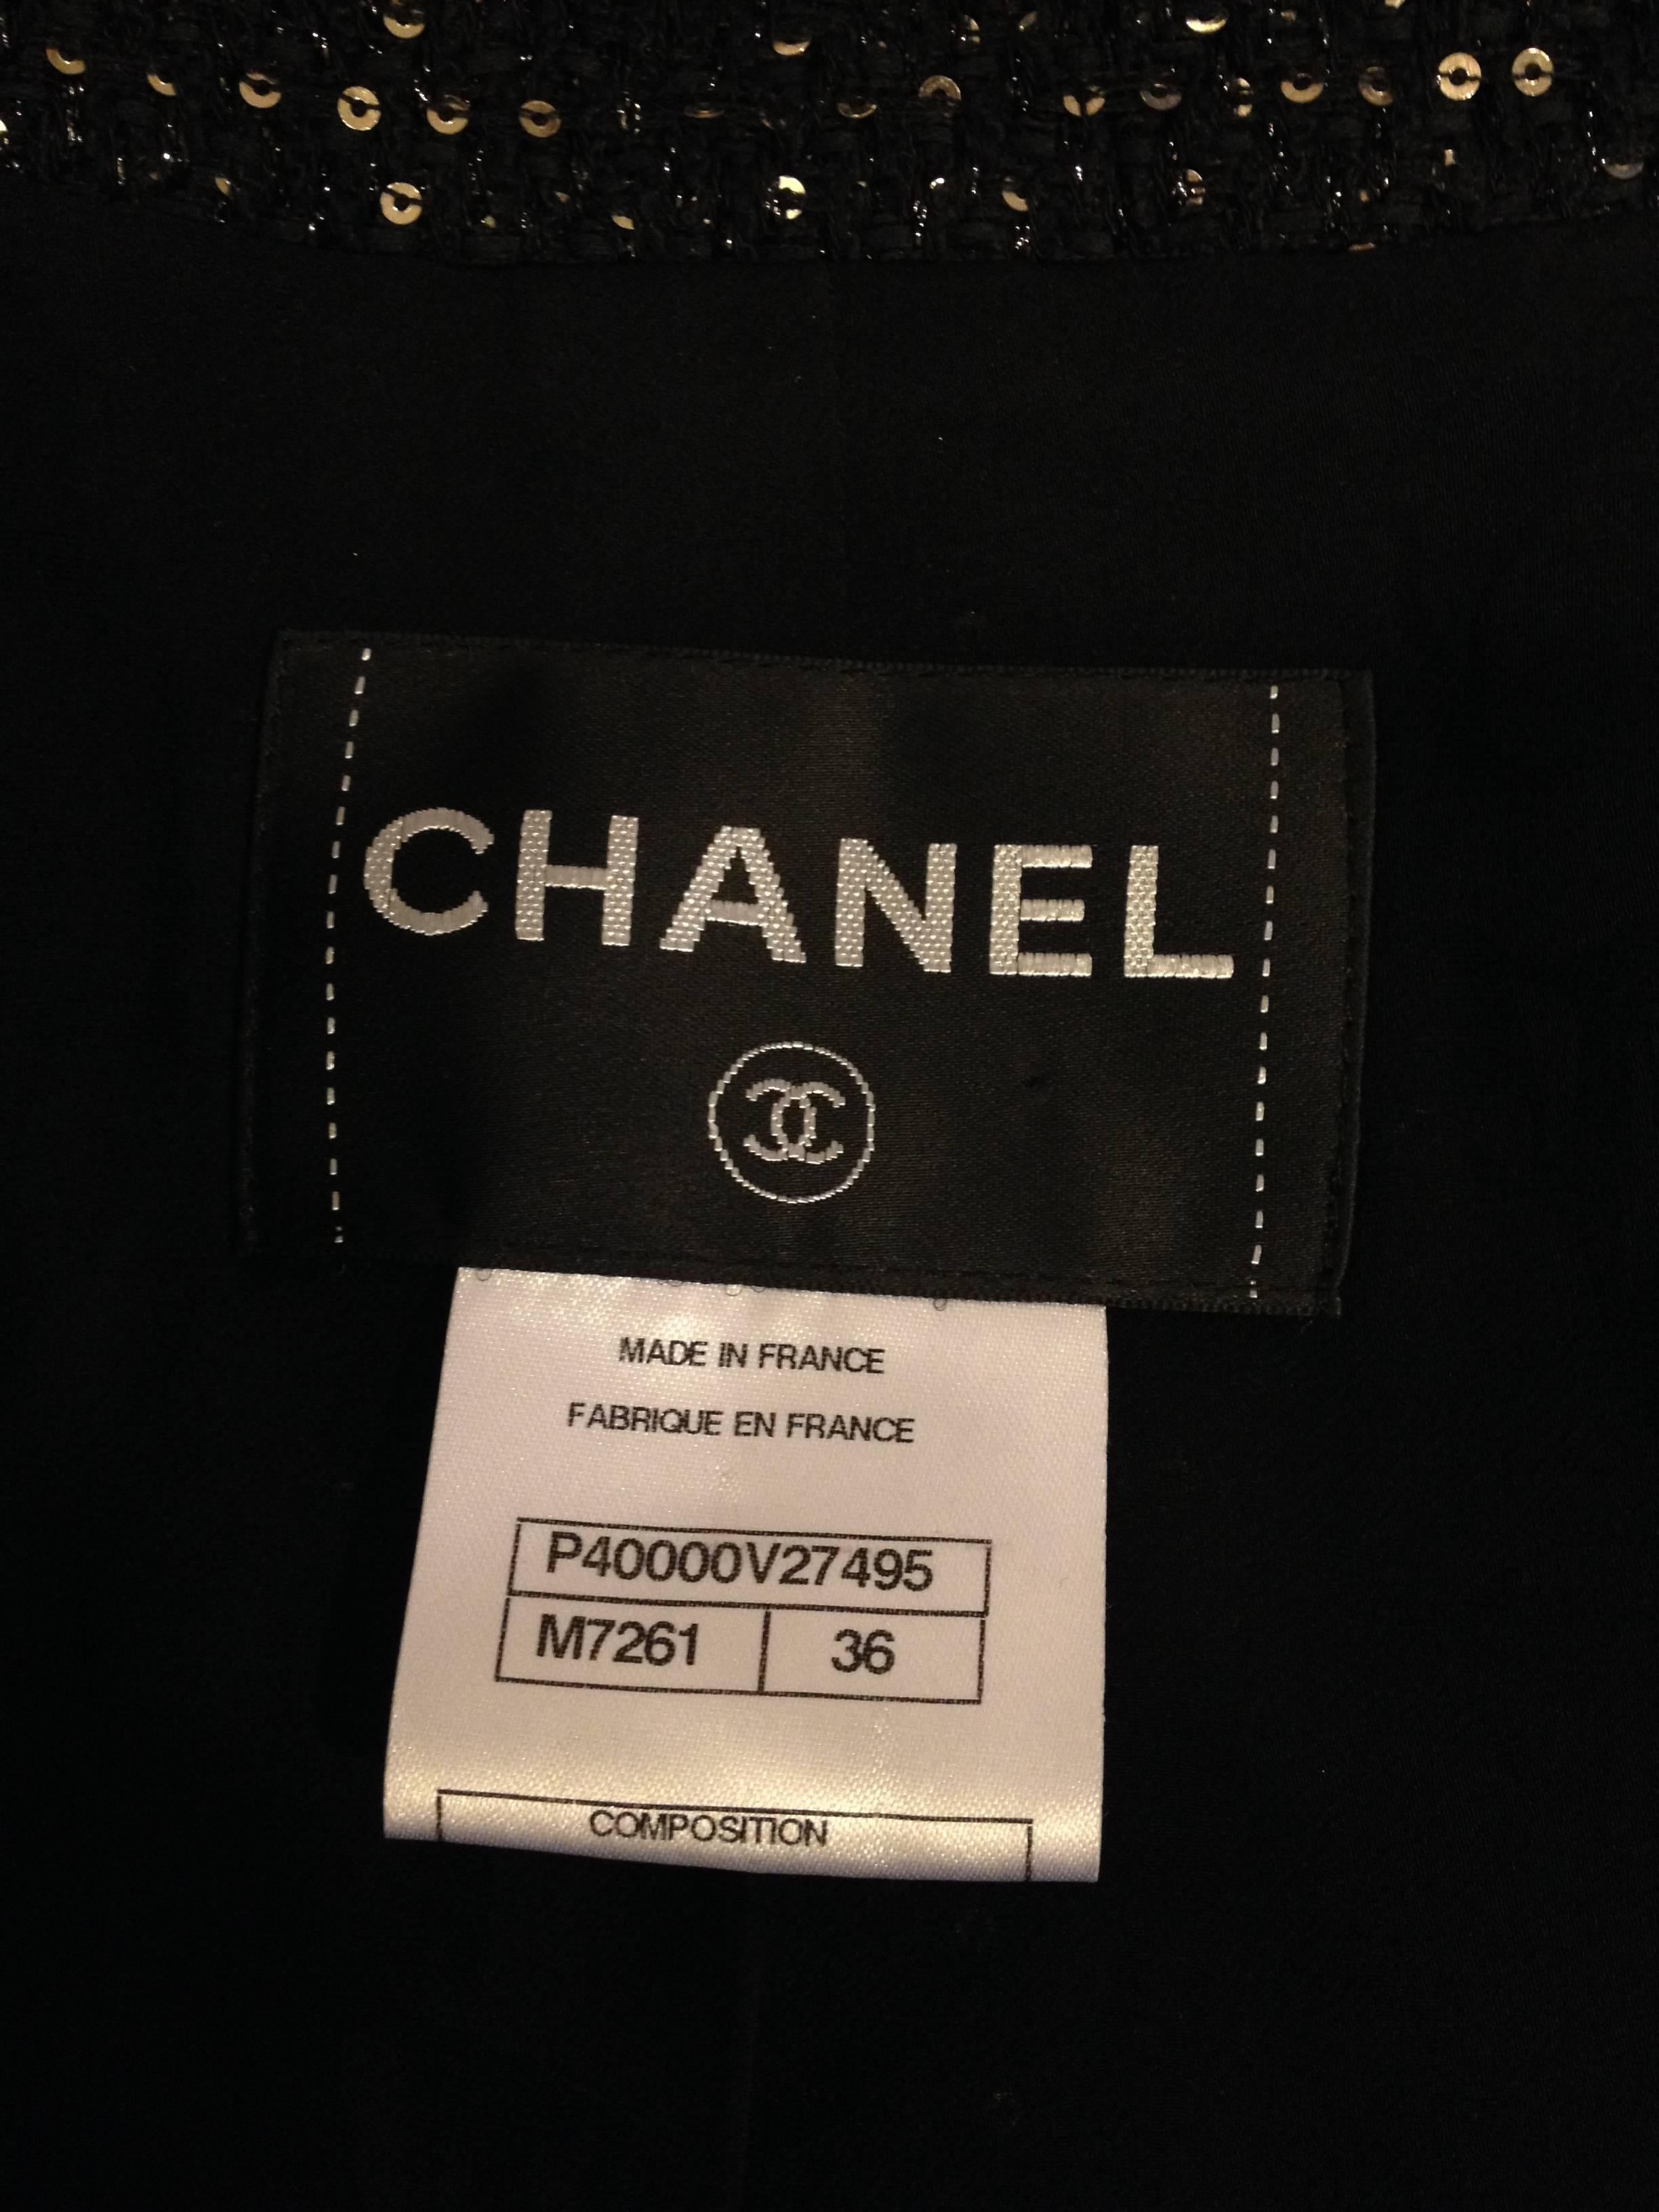 CHANEL
MADE IN FRANCE
FABRIQUE EN FRANCE
P40000V27495
M7261 36
COMPOSITION